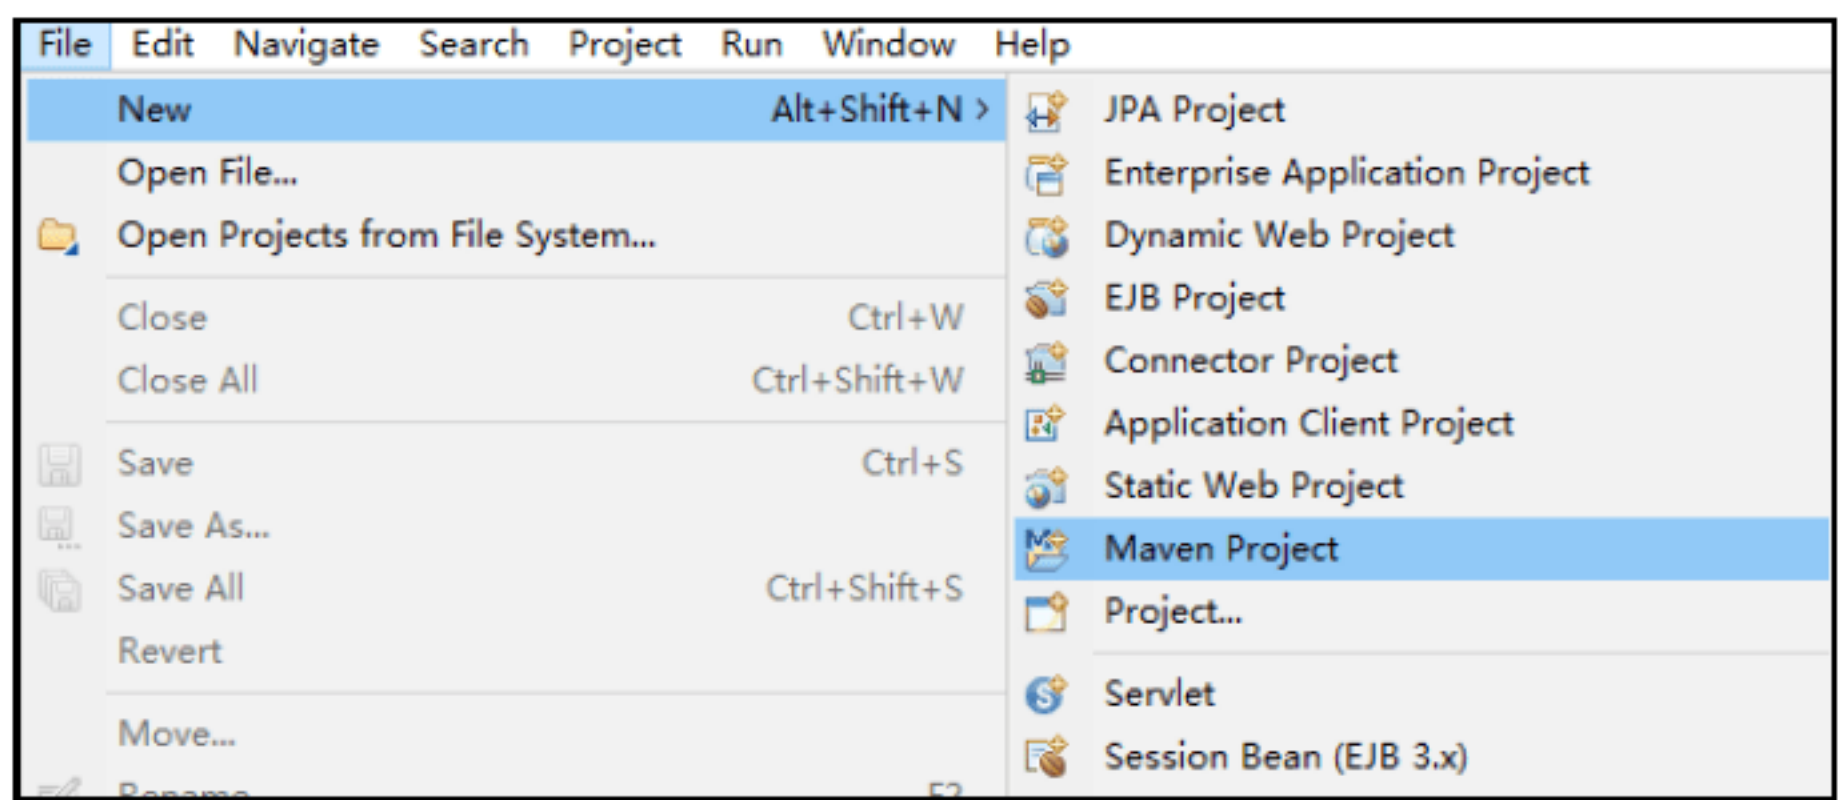 File Edit Navigate Search Project Run Window Help
New Alt+Shift+N >
Open File...
Open Projects from File System...
Close Ctrl+W
Close All Ctrl+Shift+W
Save Ctrl+S
Save As...
Save All Ctrl+Shift+S
Revert
Move...
Rename... F2
JPA Project
Enterprise Application Project
Dynamic Web Project
EJB Project
Connector Project
Application Client Project
Static Web Project
Maven Project
Project...
Servlet
Session Bean (EJB 3.x)